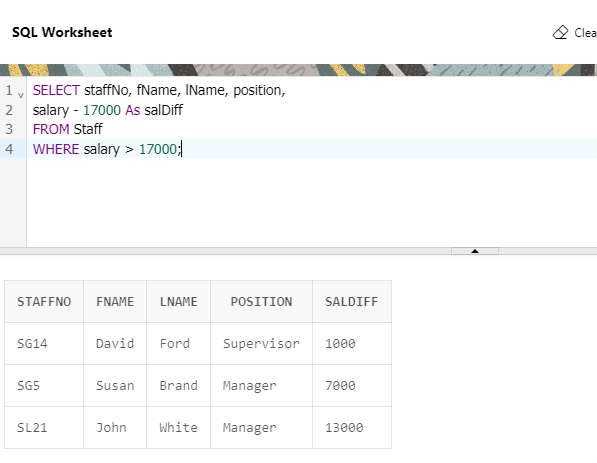 SQL Worksheet
Clea
1 SELECT staffNo, fName, lName, position,
2 salary - 17000 As salDiff
3 FROM Staff
4 WHERE salary > 17000;
STAFFNO FNAME LNAME POSITION SALDIFF
SG14 David Ford Supervisor 1000
SG5 Susan Brand Manager 7000
SL21 John White Manager 13000